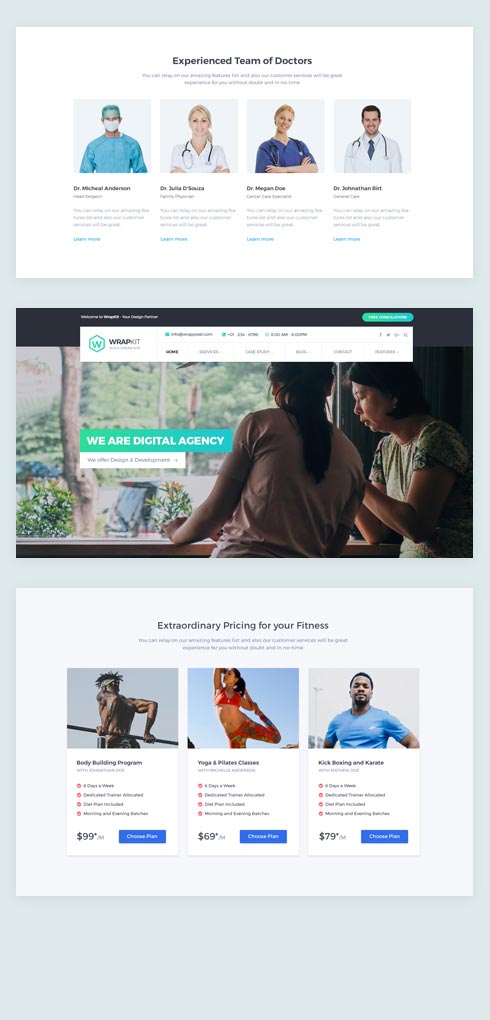 Experienced Team of Doctors
You can relay on our amazing features list and also our customer services will be great
experience for you without doubt and in no-time
Dr. Micheal Anderson
Head Sergeon
You can relay on our amazing fea
tures list and also our customer
services will be great.
Learn more
Dr. Julia D'Souza
Family Physician
You can relay on our amazing fea
tures list and also our customer
services will be great.
Learn more
Dr. Megan Doe
Cancer Care Specialist
You can relay on our amazing fea
tures list and also our customer
services will be great.
Learn more
Dr. Johnathan Birt
General Care
You can relay on our amazing fea
tures list and also our customer
services will be great.
Learn more
Welcome to WrapKit - Your Design Partner
FREE CONSULATIONS
WRAPKIT
info@wrappixel.com
+01 - 234 - 6789
8.00 AM - 6.00PM
HOME
SERVICES
CASE STUDY
BLOG
CONTACT
FEATURES
WE ARE DIGITAL AGENCY
We offer Design & Development →
Extraordinary Pricing for your Fitness
You can relay on our amazing features list and also our customer services will be great
experience for you without doubt and in no-time
Body Building Program
WITH JOHNATHAN DOE
6 Days a Week
Dedicated Trainer Allocated
Diet Plan Included
Morning and Evening Batches
$99*/M
Choose Plan
Yoga & Pilates Classes
WITH MICHELLE ANDERSON
6 Days a Week
Dedicated Trainer Allocated
Diet Plan Included
Morning and Evening Batches
$69*/M
Choose Plan
Kick Boxing and Karate
WITH MATHEW DOE
6 Days a Week
Dedicated Trainer Allocated
Diet Plan Included
Morning and Evening Batches
$79*/M
Choose Plan